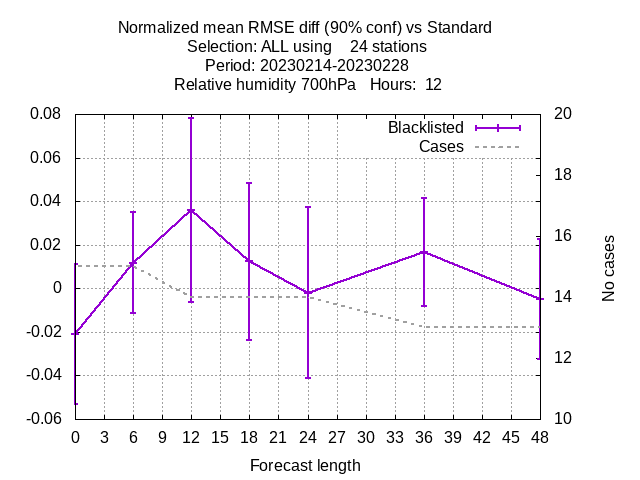 Normalized mean RMSE diff (90% conf) vs Standard
Selection: ALL using    24 stations
Period: 20230214-20230228
Relative humidity 700hPa   Hours:  12
0.08
0.06
0.04
0.02
0
-0.02
-0.04
-0.06
Blacklisted
Cases
20
18
16
14
12
10
No cases
0 3 6 9 12 15 18 21 24 27 30 33 36 39 42 45 48
Forecast length